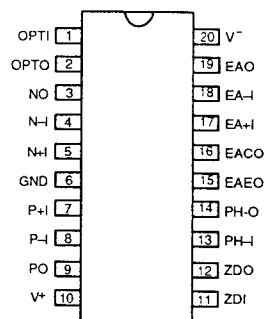 OPTI 1 20 V⁻
OPTO 2 19 EAO
NO 3 18 EA-I
N-I 4 17 EA+I
N+I 5 16 EACO
GND 6 15 EAEO
P+I 7 14 PH-O
P-I 8 13 PH-I
PO 9 12 ZDO
V⁺ 10 11 ZDI